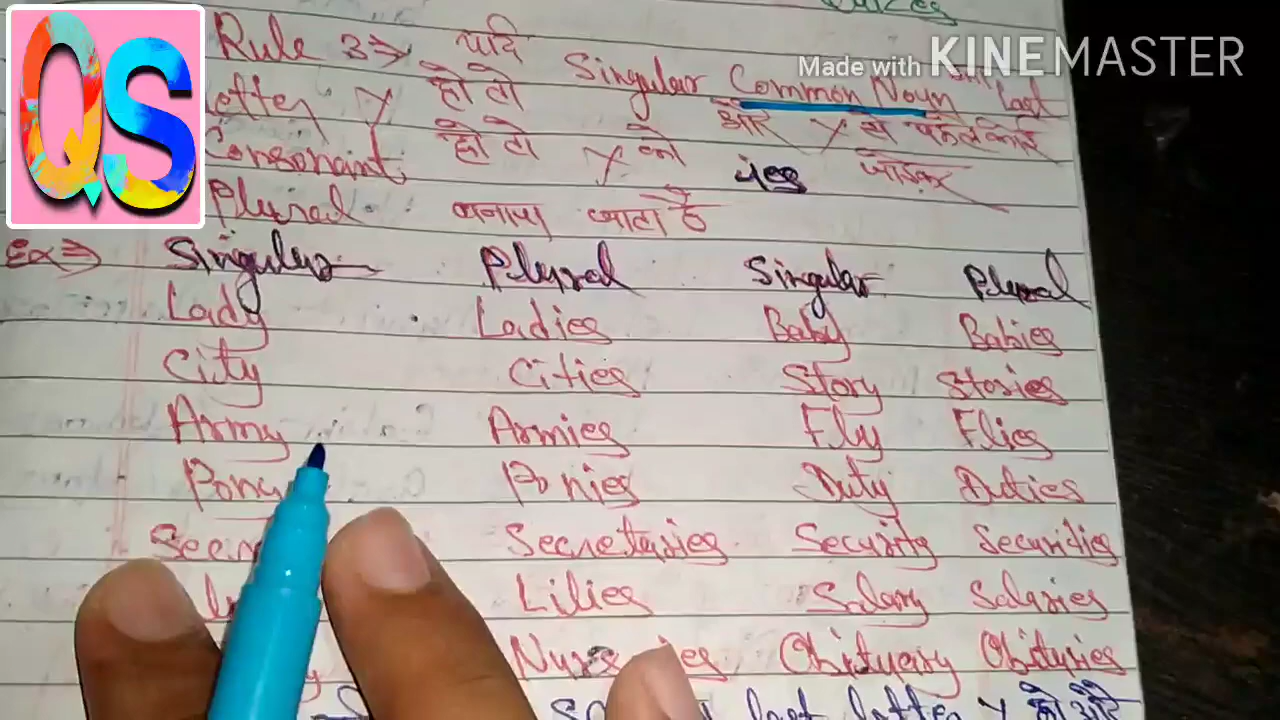 QS
Made with KINEMASTER
Rule 3 ⇒ यदि Singular Common Noun Last
letter y हो तो और y से पहले कोई
Consonant हो तो y को ies जोड़कर
Plural बनाया जाता है
Ex ⇒ Singular Plural Singular Plural
Lady Ladies Baby Babies
City Cities Story Stories
Army Armies Fly Flies
Pony Ponies Duty Duties
Secretaries Security Securities
Lilies Salary Salaries
Obituary Obituaries
last letter y को